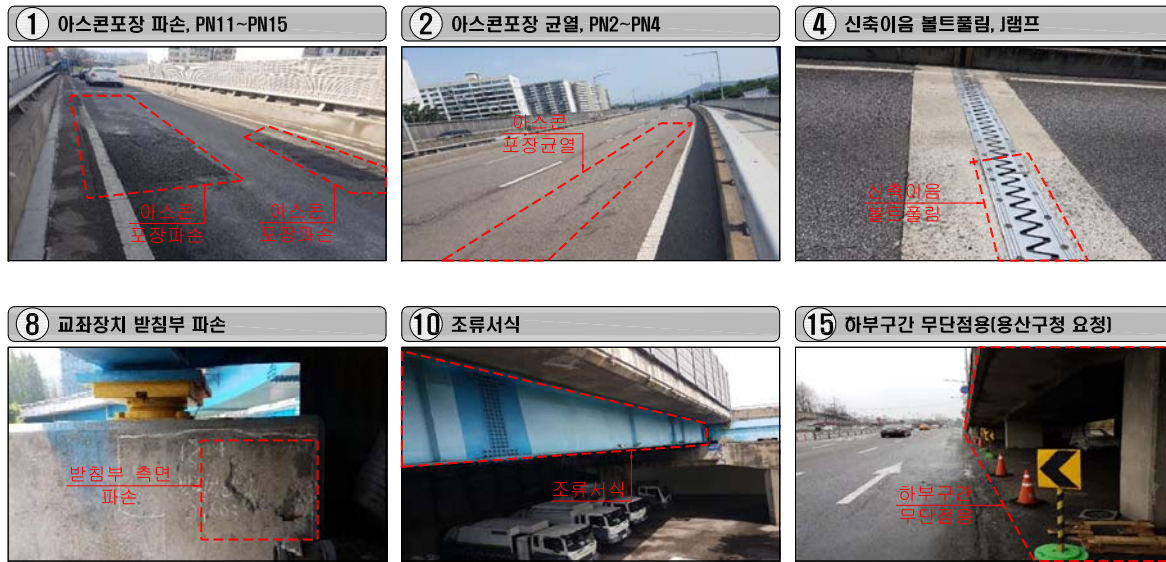 1 아스콘포장 파손, PN11~PN15
2 아스콘포장 균열, PN2~PN4
4 신축이음 볼트풀림, J램프
아스콘
포장파손
아스콘
포장파손
아스콘
포장균열
신축이음
볼트풀림
8 교좌장치 받침부 파손
10 조류서식
15 하부구간 무단점용(용산구청 요청)
받침부 측면
파손
조류서식
하부구간
무단점용